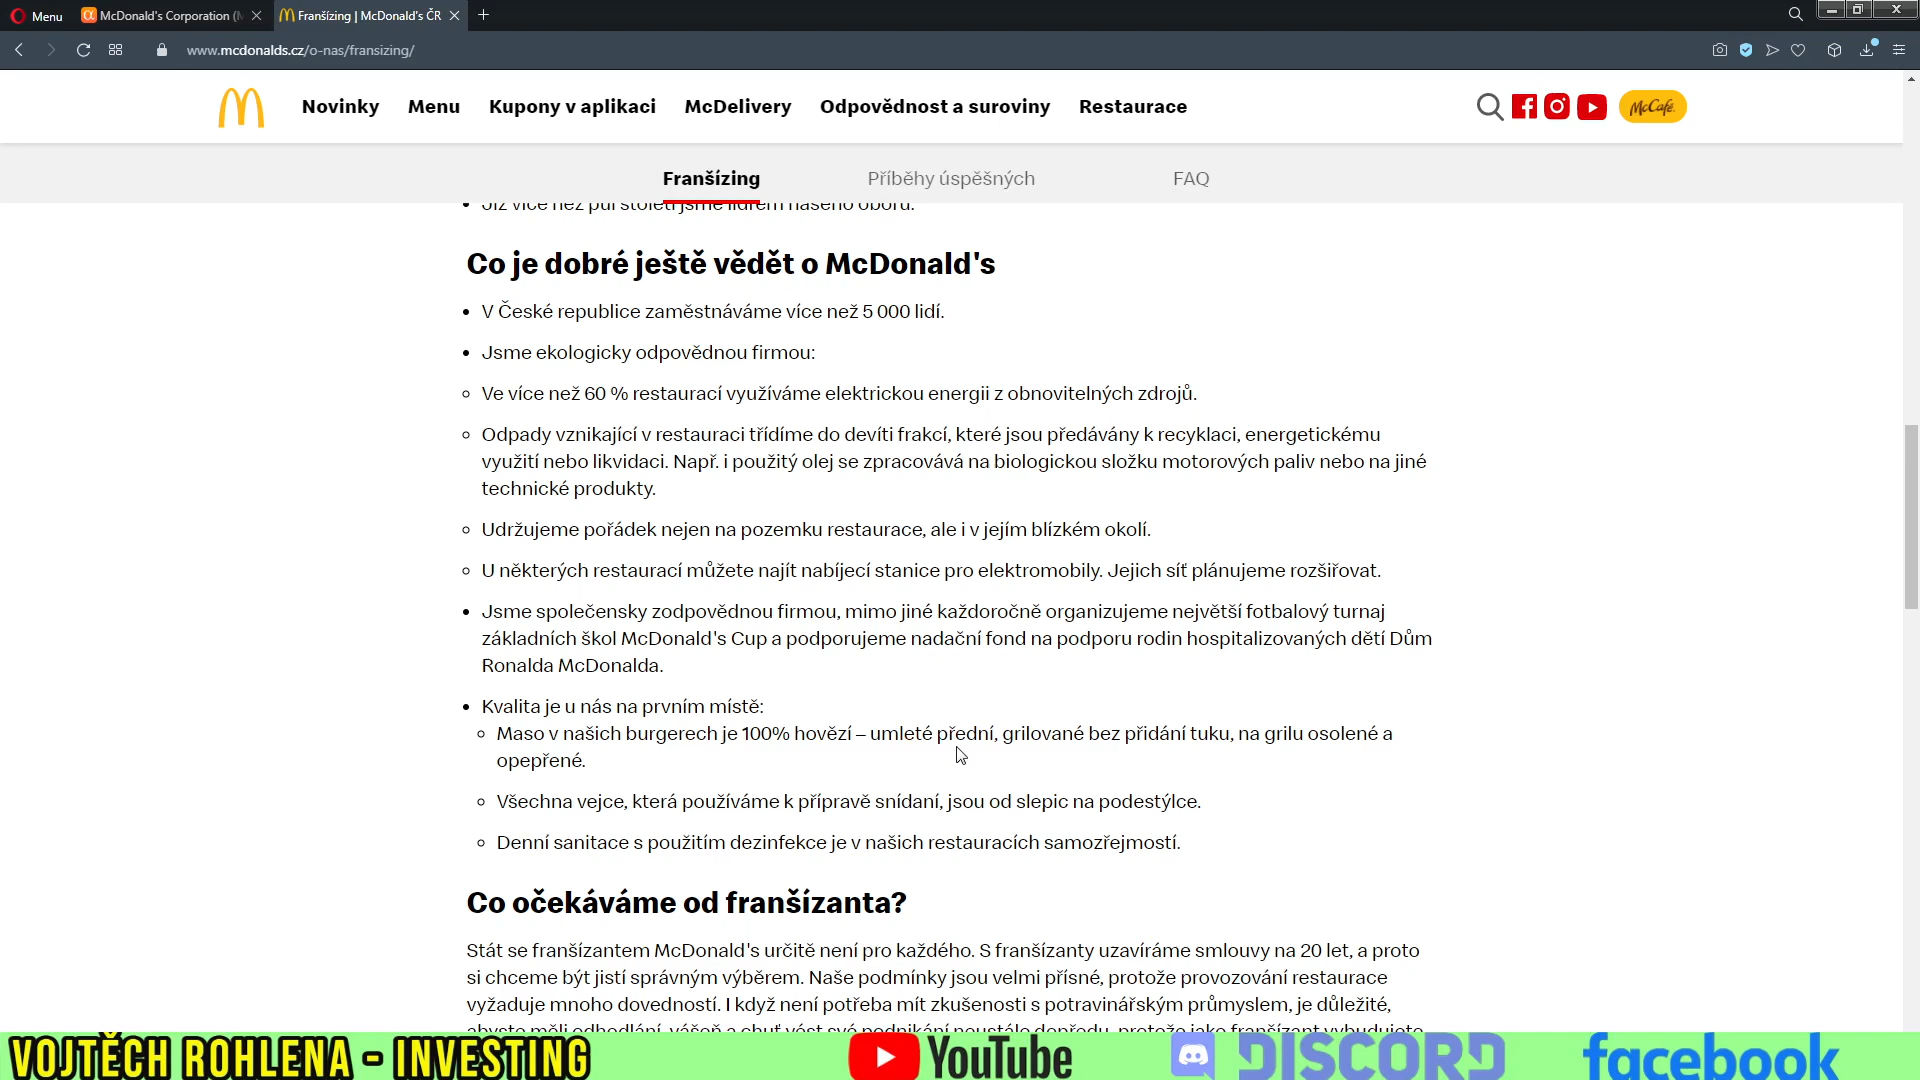 Menu
McDonald's Corporation (
Franšízing | McDonald's ČR
www.mcdonalds.cz/o-nas/fransizing/
Novinky Menu Kupony v aplikaci McDelivery Odpovědnost a suroviny Restaurace McCafé
Franšízing Příběhy úspěšných FAQ
Již více než půl století jsme lídrem našeho oboru.
Co je dobré ještě vědět o McDonald's
V České republice zaměstnáváme více než 5 000 lidí.
Jsme ekologicky odpovědnou firmou:
Ve více než 60 % restaurací využíváme elektrickou energii z obnovitelných zdrojů.
Odpady vznikající v restauraci třídíme do devíti frakcí, které jsou předávány k recyklaci, energetickému
využití nebo likvidaci. Např. i použitý olej se zpracovává na biologickou složku motorových paliv nebo na jiné
technické produkty.
Udržujeme pořádek nejen na pozemku restaurace, ale i v jejím blízkém okolí.
U některých restaurací můžete najít nabíjecí stanice pro elektromobily. Jejich síť plánujeme rozšiřovat.
Jsme společensky zodpovědnou firmou, mimo jiné každoročně organizujeme největší fotbalový turnaj
základních škol McDonald's Cup a podporujeme nadační fond na podporu rodin hospitalizovaných dětí Dům
Ronalda McDonalda.
Kvalita je u nás na prvním místě:
Maso v našich burgerech je 100% hovězí – umleté přední, grilované bez přidání tuku, na grilu osolené a
opepřené.
Všechna vejce, která používáme k přípravě snídaní, jsou od slepic na podestýlce.
Denní sanitace s použitím dezinfekce je v našich restauracích samozřejmostí.
Co očekáváme od franšízanta?
Stát se franšízantem McDonald's určitě není pro každého. S franšízanty uzavíráme smlouvy na 20 let, a proto
si chceme být jistí správným výběrem. Naše podmínky jsou velmi přísné, protože provozování restaurace
vyžaduje mnoho dovedností. I když není potřeba mít zkušenosti s potravinářským průmyslem, je důležité,
abyste měli odhodlání, vášeň a chuť vést své podnikání neustále dopředu, protože jako franšízant vybudujete
VOJTĚCH ROHLENA - INVESTING YouTube DISCORD facebook